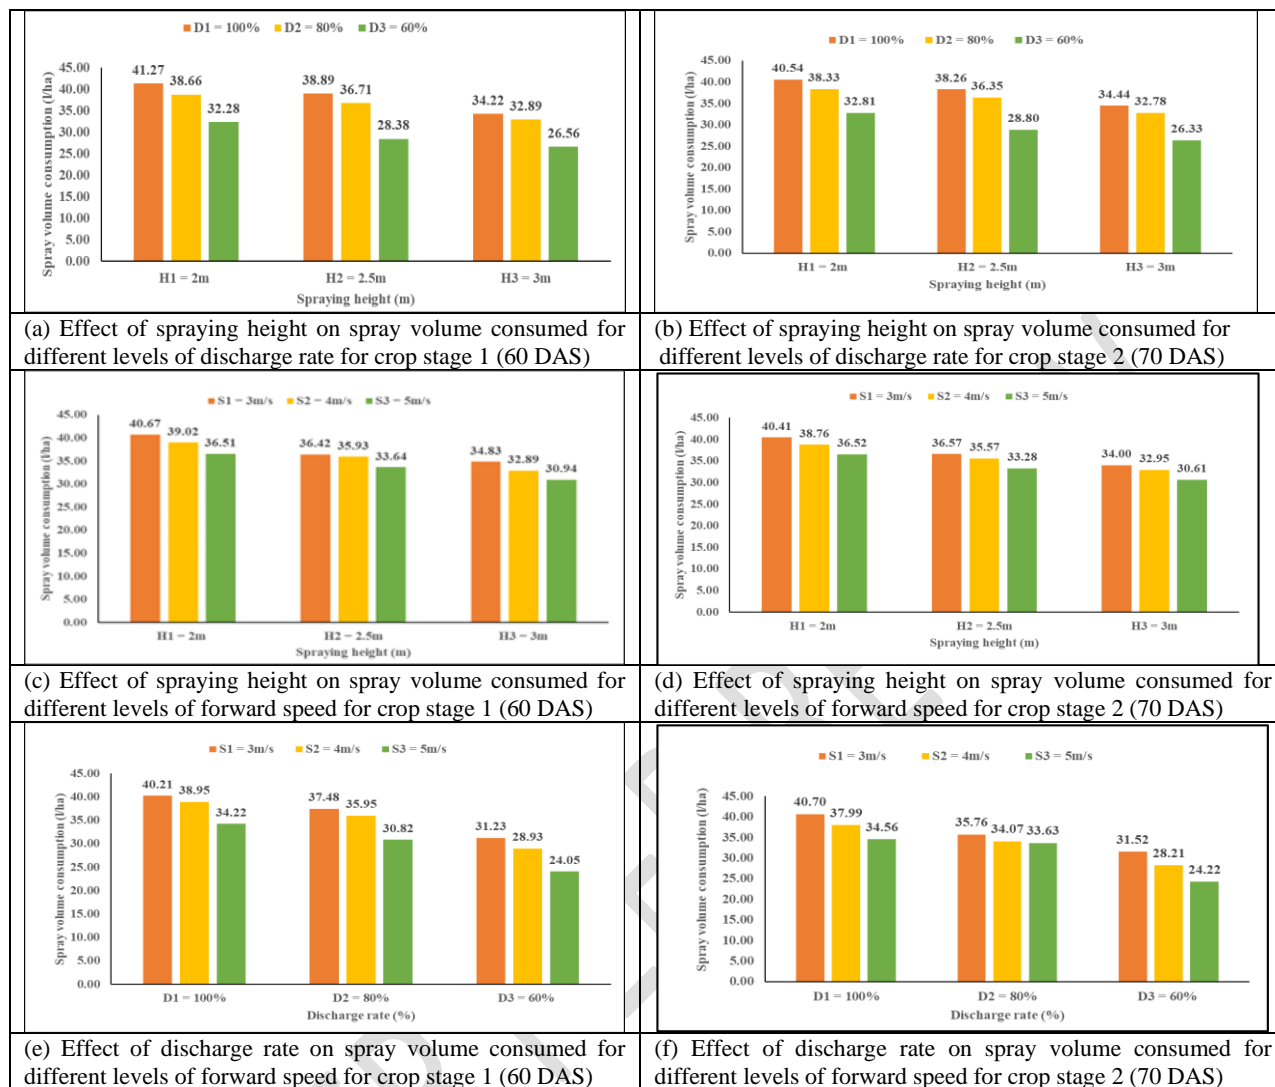 D1 = 100% D2 = 80% D3 = 60%
Spray volume consumption (l/ha)
45.00
40.00
35.00
30.00
25.00
20.00
15.00
10.00
5.00
0.00
41.27 38.66 32.28 38.89 36.71 28.38 34.22 32.89 26.56
H1 = 2m H2 = 2.5m H3 = 3m
Spraying height (m)
(a) Effect of spraying height on spray volume consumed for
different levels of discharge rate for crop stage 1 (60 DAS)
D1 = 100% D2 = 80% D3 = 60%
Spray volume consumption (l/ha)
45.00
40.00
35.00
30.00
25.00
20.00
15.00
10.00
5.00
0.00
40.54 38.33 32.81 38.26 36.35 28.80 34.44 32.78 26.33
H1 = 2m H2 = 2.5m H3 = 3m
Spraying height (m)
(b) Effect of spraying height on spray volume consumed for
different levels of discharge rate for crop stage 2 (70 DAS)
S1 = 3m/s S2 = 4m/s S3 = 5m/s
Spray volume consumption (l/ha)
45.00
40.00
35.00
30.00
25.00
20.00
15.00
10.00
5.00
0.00
40.67 39.02 36.51 36.42 35.93 33.64 34.83 32.89 30.94
H1 = 2m H2 = 2.5m H3 = 3m
Spraying height (m)
(c) Effect of spraying height on spray volume consumed for
different levels of forward speed for crop stage 1 (60 DAS)
S1 = 3m/s S2 = 4m/s S3 = 5m/s
Spray volume consumption (l/ha)
45.00
40.00
35.00
30.00
25.00
20.00
15.00
10.00
5.00
0.00
40.41 38.76 36.52 36.57 35.57 33.28 34.00 32.95 30.61
H1 = 2m H2 = 2.5m H3 = 3m
Spraying height (m)
(d) Effect of spraying height on spray volume consumed for
different levels of forward speed for crop stage 2 (70 DAS)
S1 = 3m/s S2 = 4m/s S3 = 5m/s
Spray volume consumption (l/ha)
45.00
40.00
35.00
30.00
25.00
20.00
15.00
10.00
5.00
0.00
40.21 38.95 34.22 37.48 35.95 30.82 31.23 28.93 24.05
D1 = 100% D2 = 80% D3 = 60%
Discharge rate (%)
(e) Effect of discharge rate on spray volume consumed for
different levels of forward speed for crop stage 1 (60 DAS)
S1 = 3m/s S2 = 4m/s S3 = 5m/s
Spray volume consumption (l/ha)
45.00
40.00
35.00
30.00
25.00
20.00
15.00
10.00
5.00
0.00
40.70 37.99 34.56 35.76 34.07 33.63 31.52 28.21 24.22
D1 = 100% D2 = 80% D3 = 60%
Discharge rate (%)
(f) Effect of discharge rate on spray volume consumed for
different levels of forward speed for crop stage 2 (70 DAS)